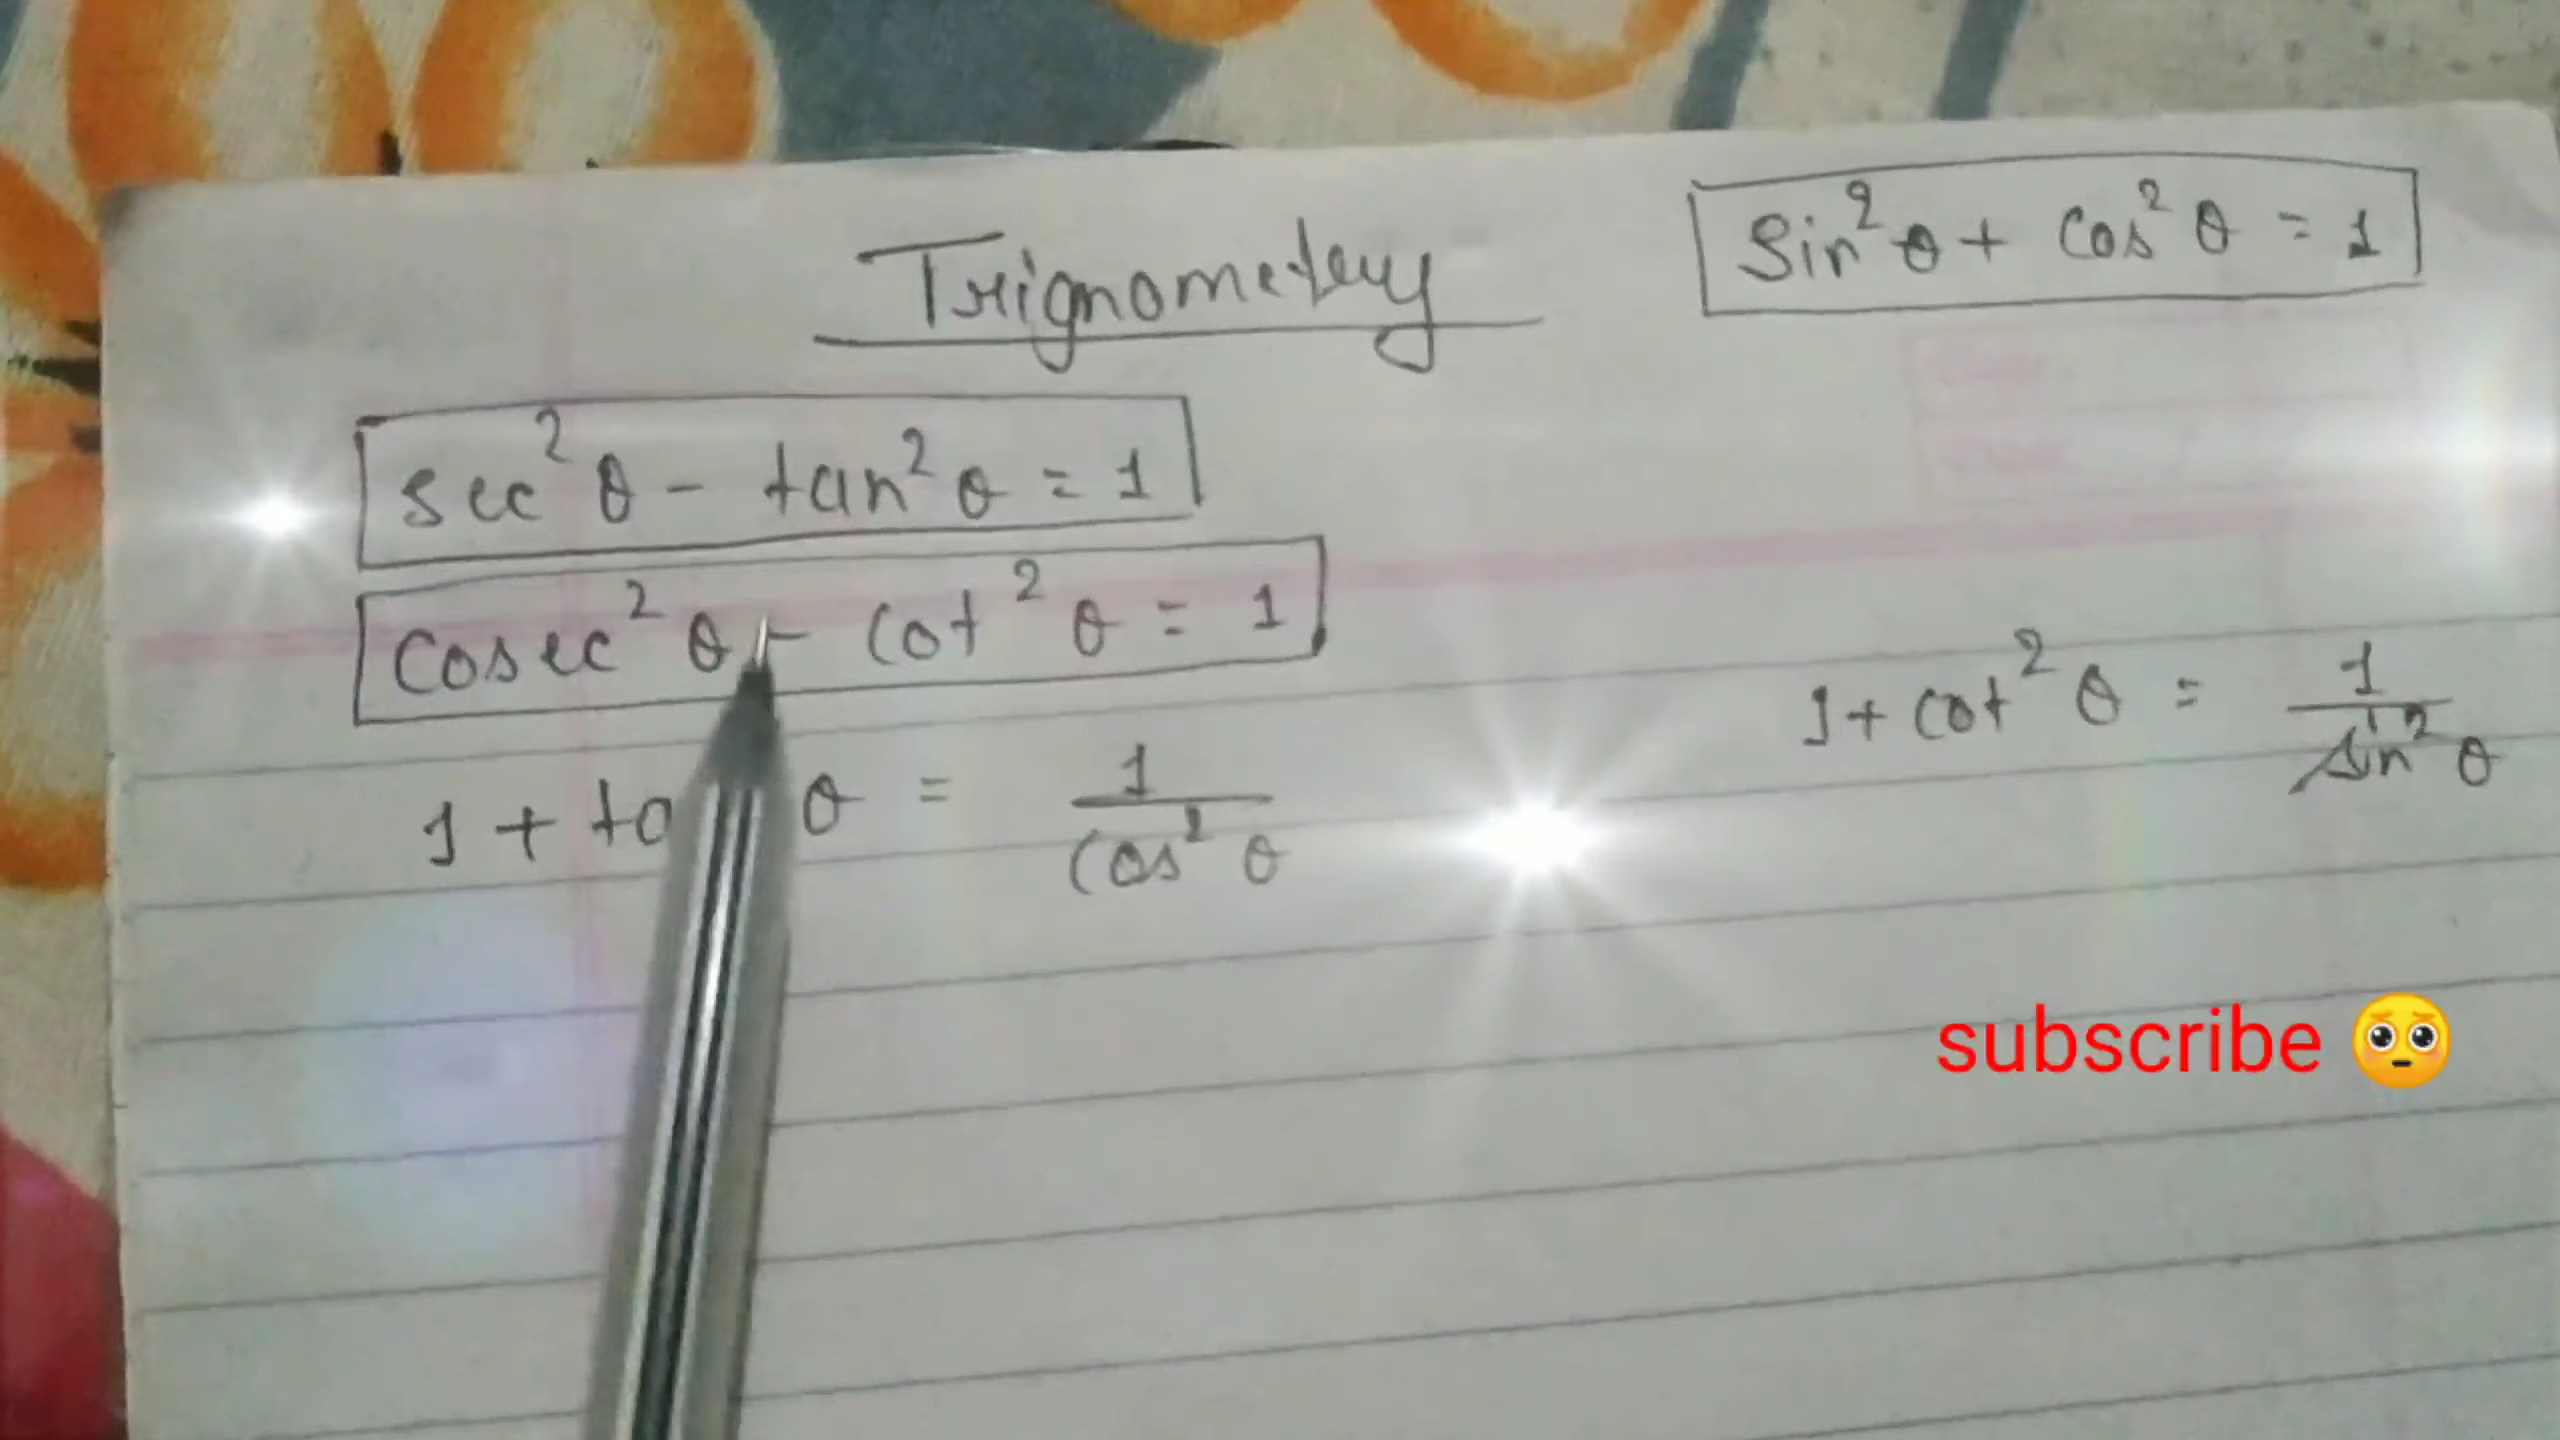 Trignometry
Sin²θ + Cos²θ = 1
sec²θ - tan²θ = 1
Cosec²θ - Cot²θ = 1
1 + ta θ = 1/Cos²θ
1 + Cot²θ = 1/sin²θ
subscribe 🥺